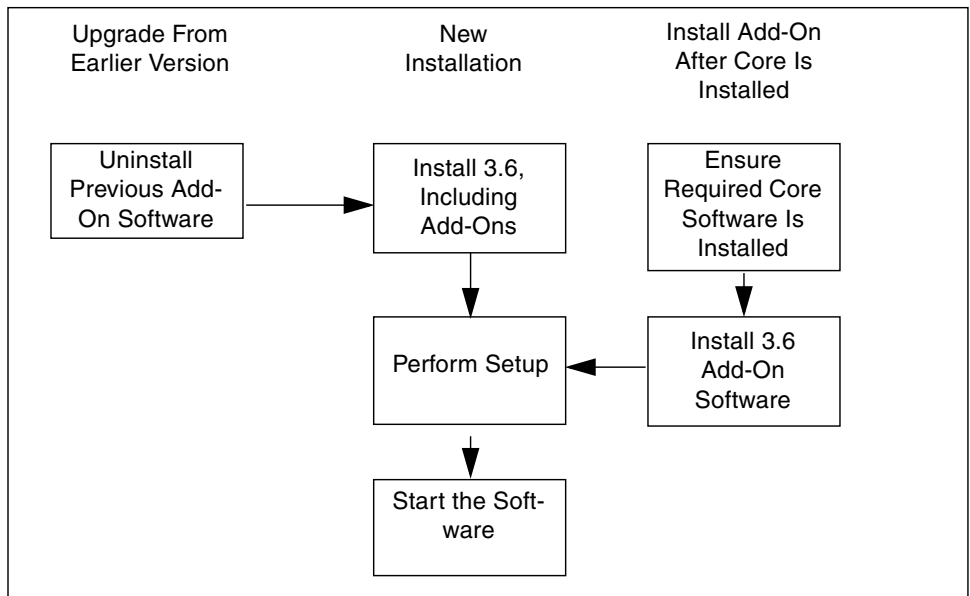 Upgrade From
Earlier Version
New
Installation
Install Add-On
After Core Is
Installed
Uninstall
Previous Add-
On Software
Install 3.6,
Including
Add-Ons
Ensure
Required Core
Software Is
Installed
Perform Setup
Install 3.6
Add-On
Software
Start the Soft-
ware